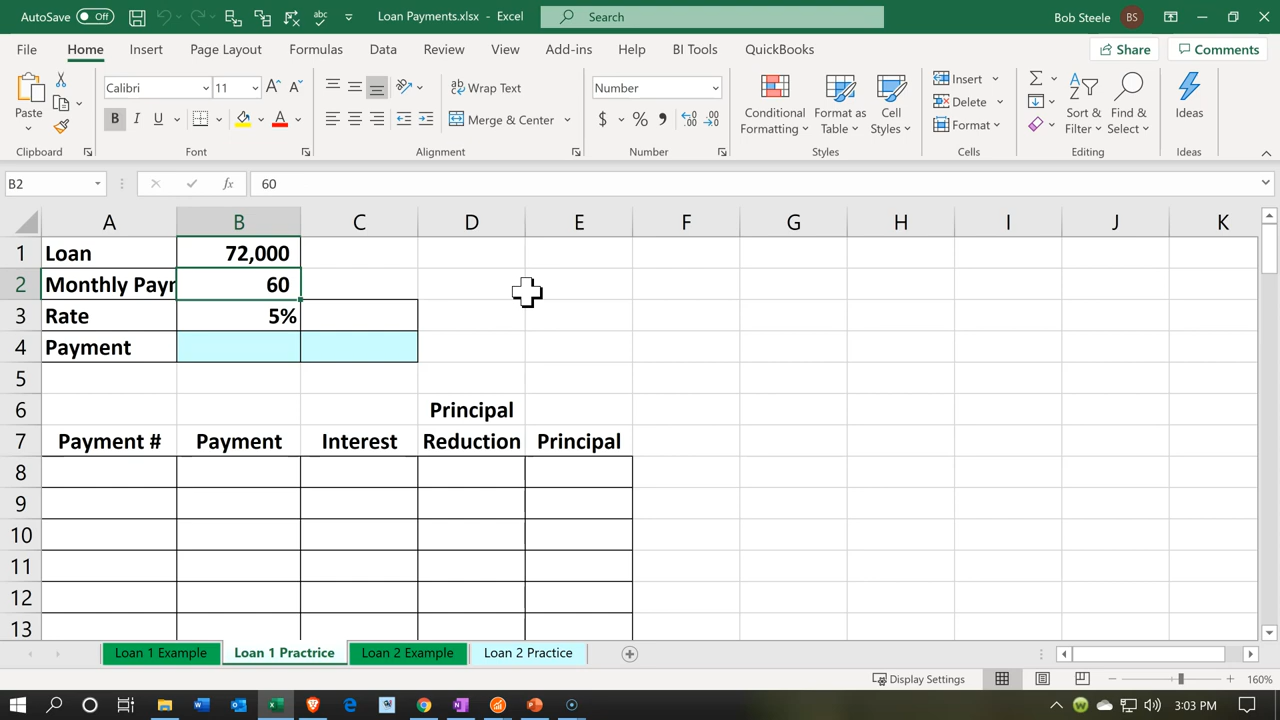 AutoSave Off
Loan Payments.xlsx - Excel
Search
Bob Steele BS
File Home Insert Page Layout Formulas Data Review View Add-ins Help BI Tools QuickBooks
Share Comments
Paste
Calibri 11
Wrap Text
Merge & Center
Number
$ %
Conditional Formatting
Format as Table
Cell Styles
Insert
Delete
Format
Sort & Filter
Find & Select
Ideas
Clipboard Font Alignment Number Styles Cells Editing Ideas
B2 fx 60
A B C D E F G H I J K
1 Loan 72,000
2 Monthly Payr 60
3 Rate 5%
4 Payment
5
6 Principal
7 Payment # Payment Interest Reduction Principal
8
9
10
11
12
13
Loan 1 Example Loan 1 Practrice Loan 2 Example Loan 2 Practice
Display Settings 160%
3:03 PM